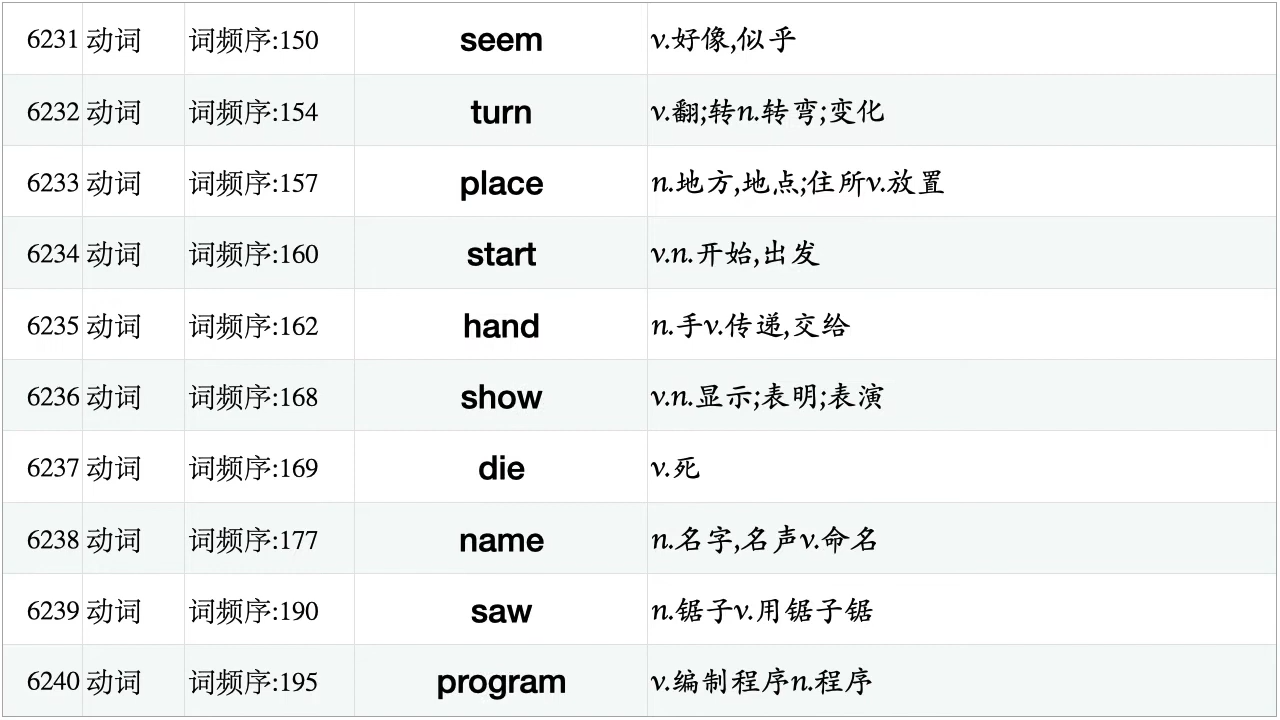 6231 动词 词频序:150 seem v.好像,似乎
6232 动词 词频序:154 turn v.翻;转n.转弯;变化
6233 动词 词频序:157 place n.地方,地点;住所v.放置
6234 动词 词频序:160 start v.n.开始,出发
6235 动词 词频序:162 hand n.手v.传递,交给
6236 动词 词频序:168 show v.n.显示;表明;表演
6237 动词 词频序:169 die v.死
6238 动词 词频序:177 name n.名字,名声v.命名
6239 动词 词频序:190 saw n.锯子v.用锯子锯
6240 动词 词频序:195 program v.编制程序n.程序